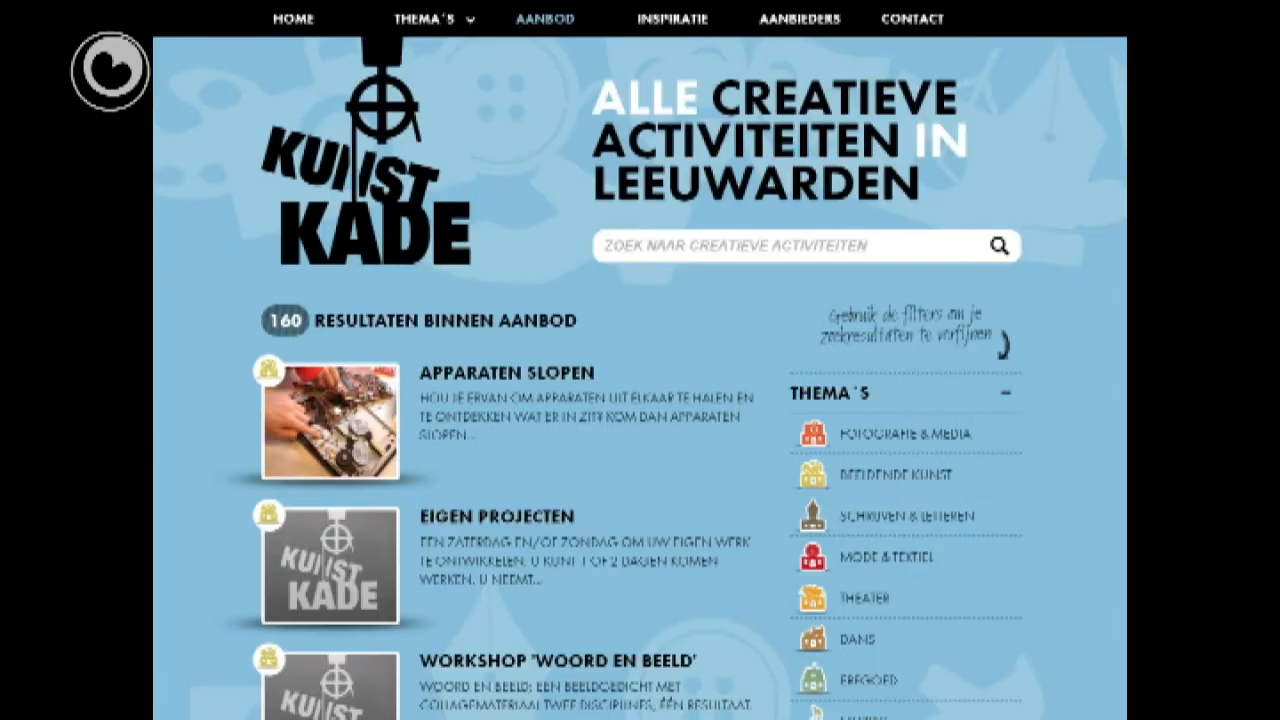 HOME THEMA´S AANBOD INSPIRATIE AANBIEDERS CONTACT
KUNST
KADE
ALLE CREATIEVE
ACTIVITEITEN IN
LEEUWARDEN
ZOEK NAAR CREATIEVE ACTIVITEITEN
160 RESULTATEN BINNEN AANBOD
Gebruik de filters om je
zoekresultaten te verfijnen
APPARATEN SLOPEN
HOU JE ERVAN OM APPARATEN UIT ELKAAR TE HALEN EN
TE ONTDEKKEN WAT ER IN ZIT? KOM DAN APPARATEN
SLOPEN...
EIGEN PROJECTEN
EEN ZATERDAG EN/OF ZONDAG OM UW EIGEN WERK
TE ONTWIKKELEN. U KUNT 1 OF 2 DAGEN KOMEN
WERKEN. U NEEMT...
KUNST
KADE
WORKSHOP 'WOORD EN BEELD'
WOORD EN BEELD: EEN BEELDGEDICHT MET
COLLAGEMATERIAAL TWEE DISCIPLINES, ÉÉN RESULTAAT.
KUNST
THEMA´S
FOTOGRAFIE & MEDIA
BEELDENDE KUNST
SCHRIJVEN & LETTEREN
MODE & TEXTIEL
THEATER
DANS
ERFGOED